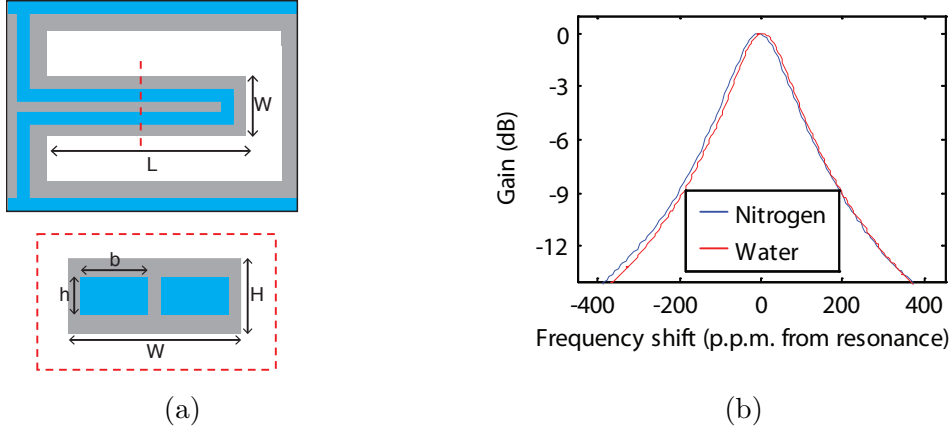 W
L
b
h
H
W
(a)
0
-3
-6
-9
-12
Gain (dB)
Nitrogen
Water
-400 -200 0 200 400
Frequency shift (p.p.m. from resonance)
(b)